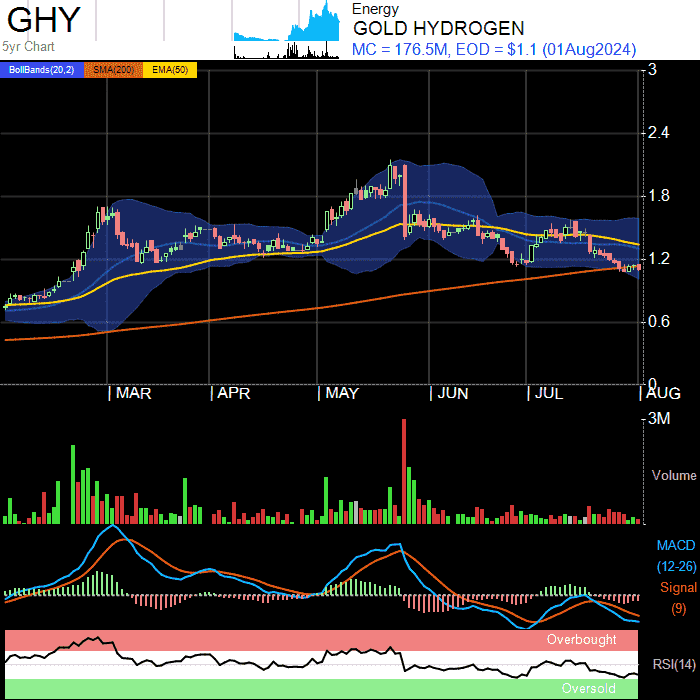 GHY
5yr Chart
Energy
GOLD HYDROGEN
MC = 176.5M, EOD = $1.1 (01Aug2024)
BollBands(20,2) SMA(200) EMA(50)
3
2.4
1.8
1.2
0.6
0
MAR APR MAY JUN JUL AUG
3M
Volume
MACD
(12-26)
Signal
(9)
Overbought
RSI(14)
Oversold